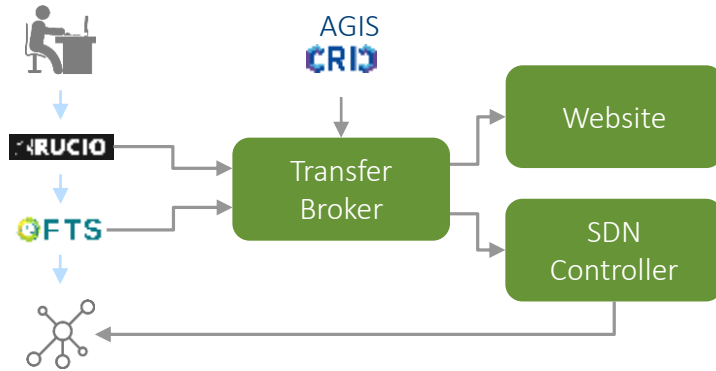 AGIS
CRIC
RUCIO
FTS
Transfer
Broker
Website
SDN
Controller